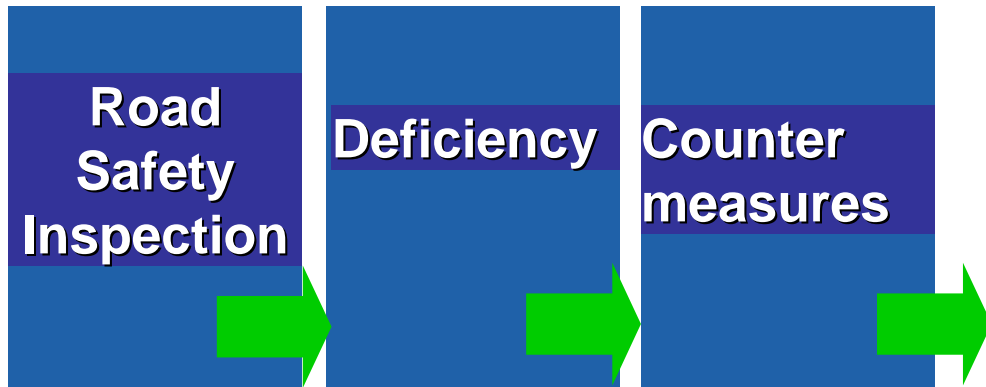 Road
Safety
Inspection
Deficiency
Counter
measures